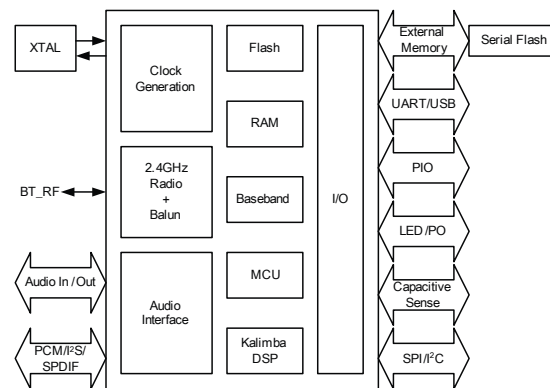 XTAL
Clock
Generation
Flash
External
Memory
Serial Flash
UART/USB
RAM
2.4GHz
Radio
+
Balun
PIO
BT_RF
Baseband
I/O
LED/PO
Audio In/Out
MCU
Capacitive
Sense
Audio
Interface
PCM/I²S/
SPDIF
Kalimba
DSP
SPI/I²C